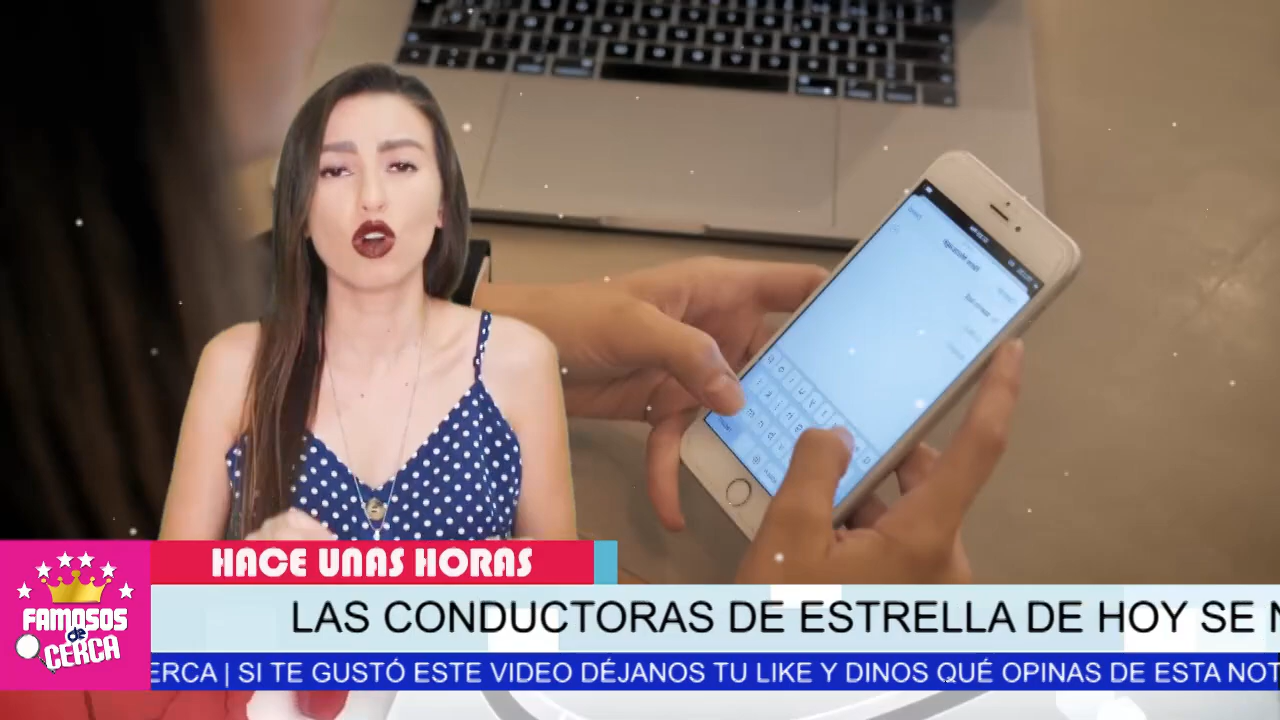 HACE UNAS HORAS
LAS CONDUCTORAS DE ESTRELLA DE HOY SE
FAMOSOS
de
CERCA
ERCA | SI TE GUSTÓ ESTE VIDEO DÉJANOS TU LIKE Y DINOS QUÉ OPINAS DE ESTA NOT